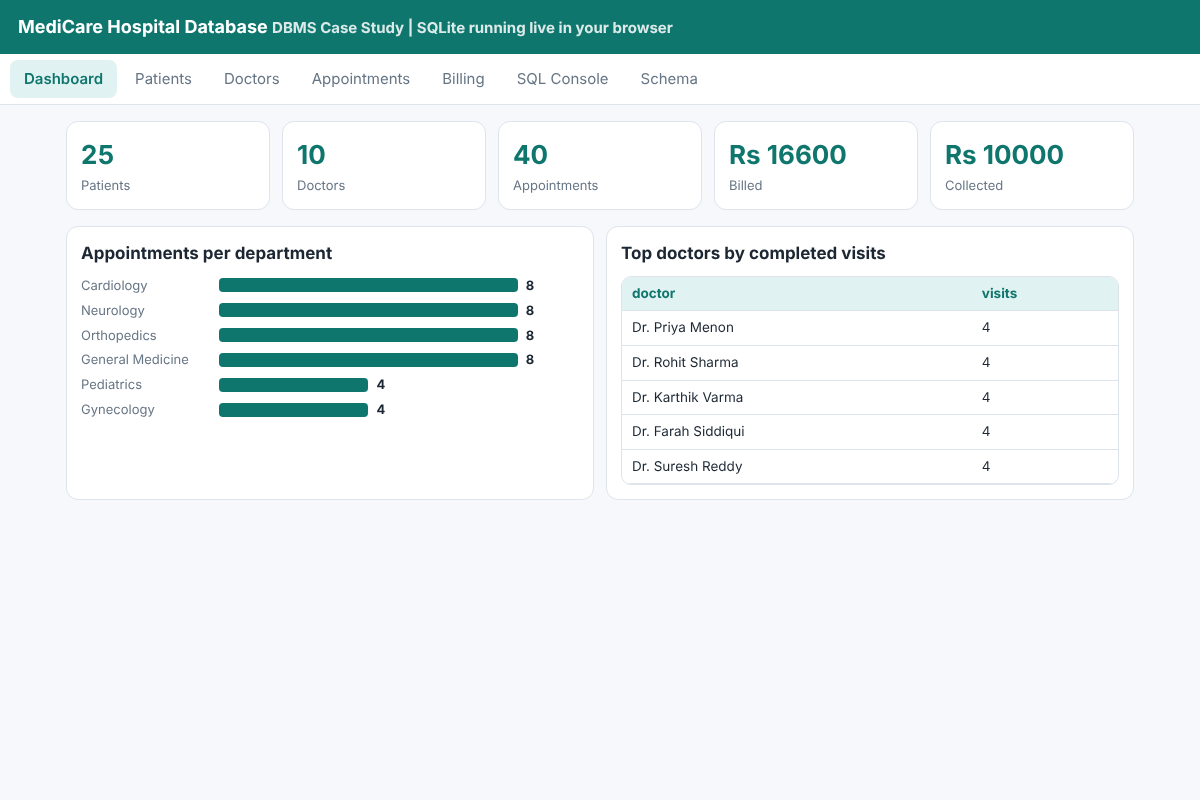 MediCare Hospital Database DBMS Case Study | SQLite running live in your browser
Dashboard Patients Doctors Appointments Billing SQL Console Schema
25
Patients
10
Doctors
40
Appointments
Rs 16600
Billed
Rs 10000
Collected
Appointments per department
Cardiology 8
Neurology 8
Orthopedics 8
General Medicine 8
Pediatrics 4
Gynecology 4
Top doctors by completed visits
doctor visits
Dr. Priya Menon 4
Dr. Rohit Sharma 4
Dr. Karthik Varma 4
Dr. Farah Siddiqui 4
Dr. Suresh Reddy 4